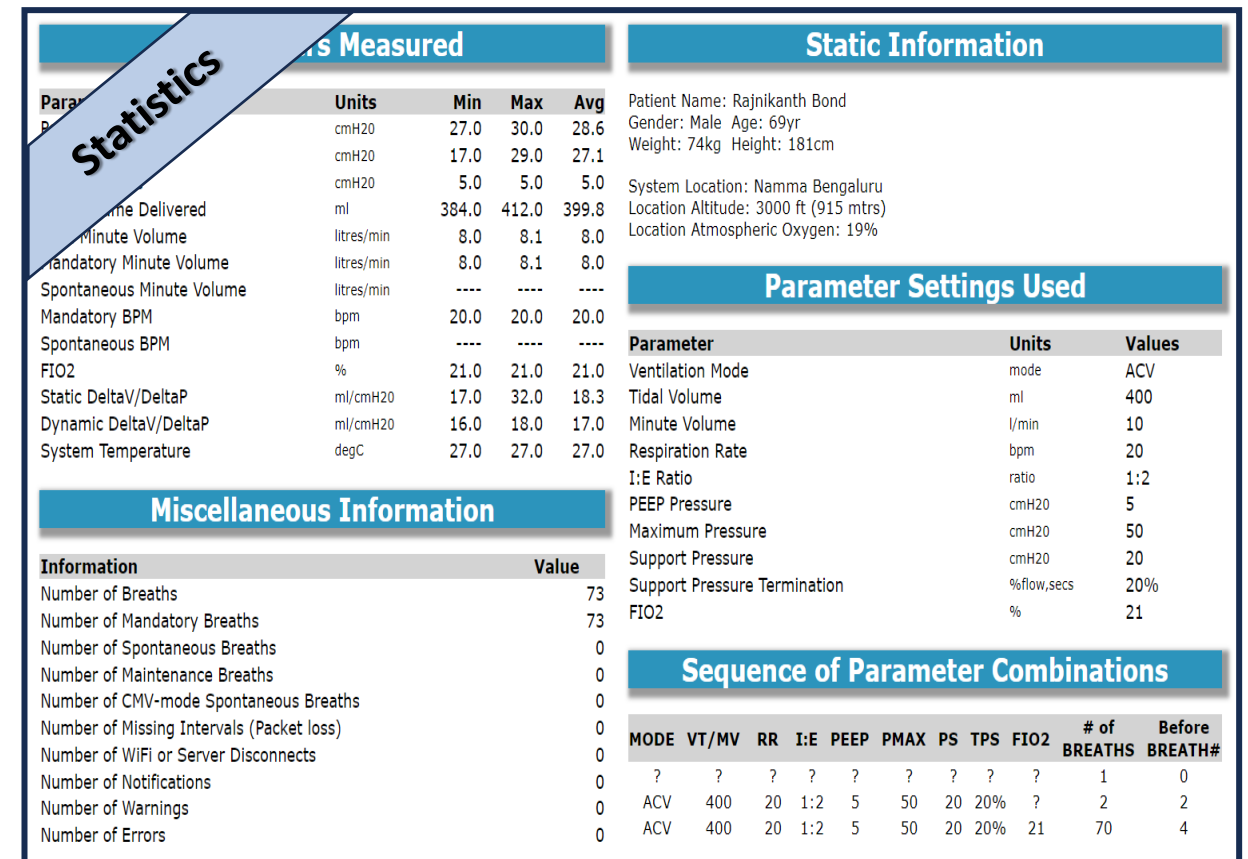 Statistics
Measured
Units Min Max Avg
cmH20 27.0 30.0 28.6
cmH20 17.0 29.0 27.1
cmH20 5.0 5.0 5.0
Delivered ml 384.0 412.0 399.8
Minute Volume litres/min 8.0 8.1 8.0
Mandatory Minute Volume litres/min 8.0 8.1 8.0
Spontaneous Minute Volume litres/min ---- ---- ----
Mandatory BPM bpm 20.0 20.0 20.0
Spontaneous BPM bpm ---- ---- ----
FIO2 % 21.0 21.0 21.0
Static DeltaV/DeltaP ml/cmH20 17.0 32.0 18.3
Dynamic DeltaV/DeltaP ml/cmH20 16.0 18.0 17.0
System Temperature degC 27.0 27.0 27.0
Miscellaneous Information
Information Value
Number of Breaths 73
Number of Mandatory Breaths 73
Number of Spontaneous Breaths 0
Number of Maintenance Breaths 0
Number of CMV-mode Spontaneous Breaths 0
Number of Missing Intervals (Packet loss) 0
Number of WiFi or Server Disconnects 0
Number of Notifications 0
Number of Warnings 0
Number of Errors 0
Static Information
Patient Name: Rajnikanth Bond
Gender: Male Age: 69yr
Weight: 74kg Height: 181cm
System Location: Namma Bengaluru
Location Altitude: 3000 ft (915 mtrs)
Location Atmospheric Oxygen: 19%
Parameter Settings Used
Parameter Units Values
Ventilation Mode mode ACV
Tidal Volume ml 400
Minute Volume l/min 10
Respiration Rate bpm 20
I:E Ratio ratio 1:2
PEEP Pressure cmH20 5
Maximum Pressure cmH20 50
Support Pressure cmH20 20
Support Pressure Termination %flow,secs 20%
FIO2 % 21
Sequence of Parameter Combinations
MODE VT/MV RR I:E PEEP PMAX PS TPS FIO2 # of BREATHS Before BREATH#
? ? ? ? ? ? ? ? ? 1 0
ACV 400 20 1:2 5 50 20 20% ? 2 2
ACV 400 20 1:2 5 50 20 20% 21 70 4